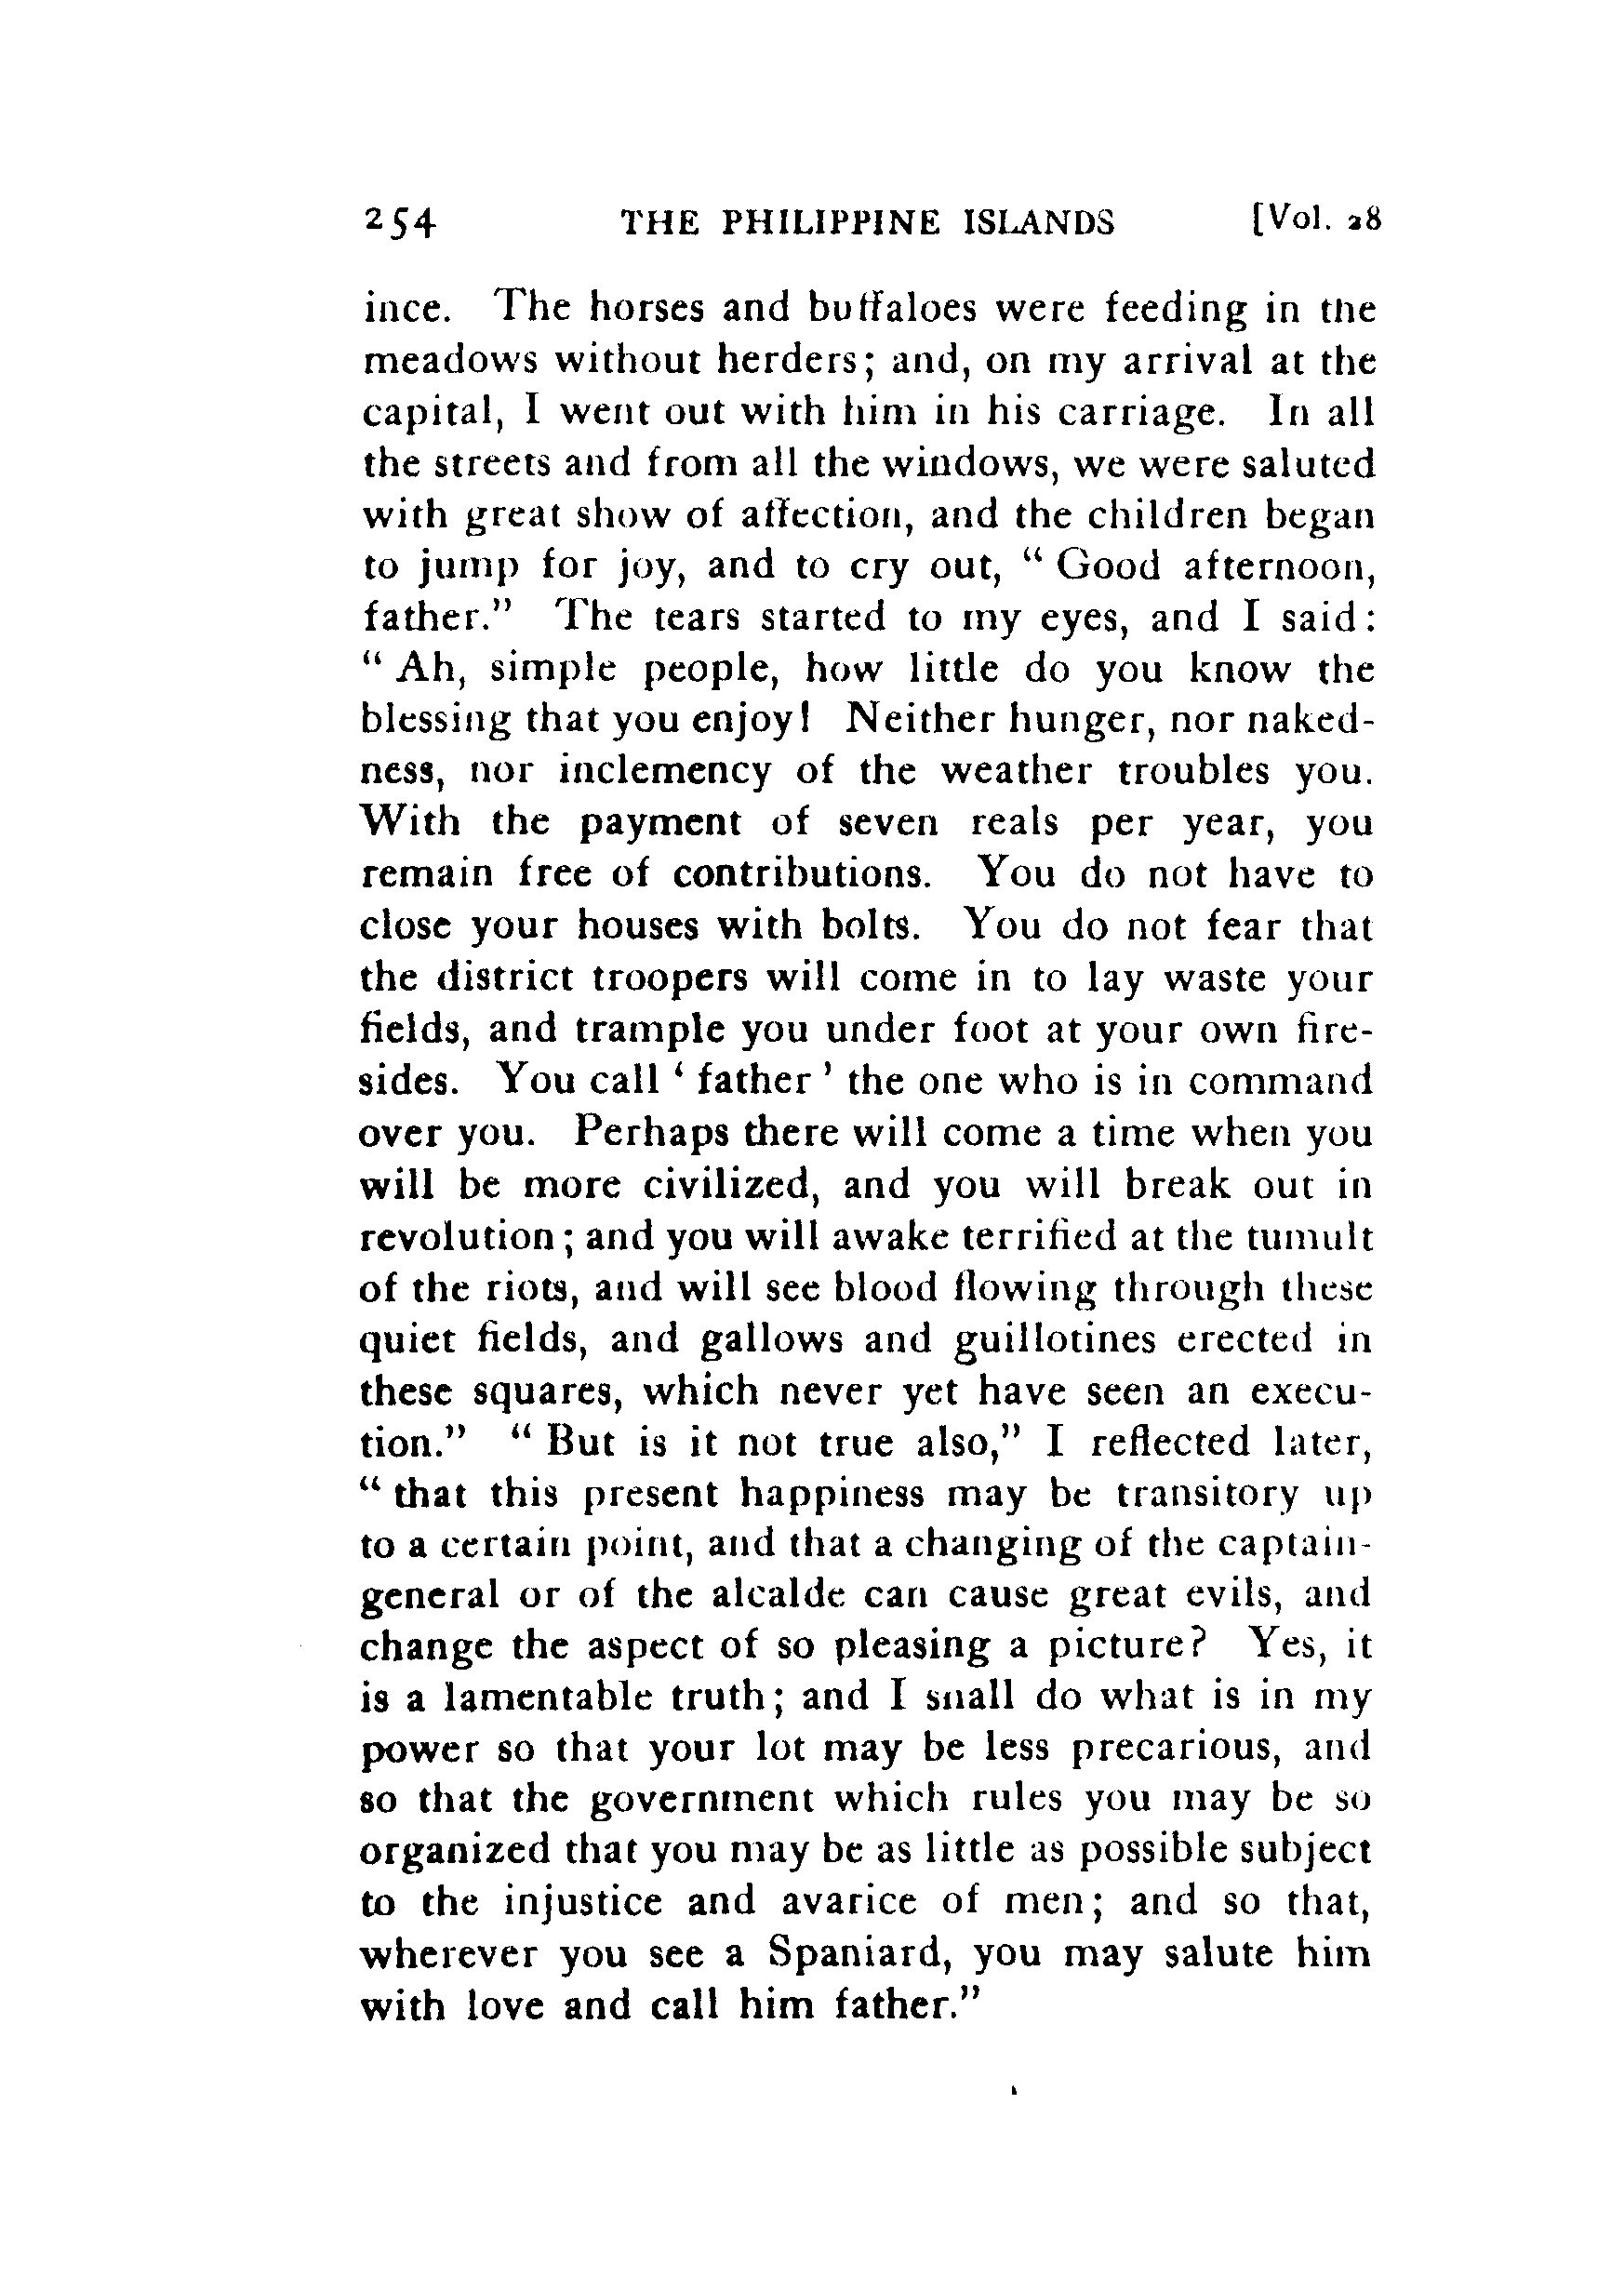 254 THE PHILIPPINE ISLANDS [Vol. 28
ince. The horses and buffaloes were feeding in the
meadows without herders; and, on my arrival at the
capital, I went out with him in his carriage. In all
the streets and from all the windows, we were saluted
with great show of affection, and the children began
to jump for joy, and to cry out, “ Good afternoon,
father.” The tears started to my eyes, and I said:
“ Ah, simple people, how little do you know the
blessing that you enjoy! Neither hunger, nor naked-
ness, nor inclemency of the weather troubles you.
With the payment of seven reals per year, you
remain free of contributions. You do not have to
close your houses with bolts. You do not fear that
the district troopers will come in to lay waste your
fields, and trample you under foot at your own fire-
sides. You call ‘ father ’ the one who is in command
over you. Perhaps there will come a time when you
will be more civilized, and you will break out in
revolution; and you will awake terrified at the tumult
of the riots, and will see blood flowing through these
quiet fields, and gallows and guillotines erected in
these squares, which never yet have seen an execu-
tion.” “ But is it not true also,” I reflected later,
“ that this present happiness may be transitory up
to a certain point, and that a changing of the captain-
general or of the alcalde can cause great evils, and
change the aspect of so pleasing a picture? Yes, it
is a lamentable truth; and I shall do what is in my
power so that your lot may be less precarious, and
so that the government which rules you may be so
organized that you may be as little as possible subject
to the injustice and avarice of men; and so that,
wherever you see a Spaniard, you may salute him
with love and call him father.”